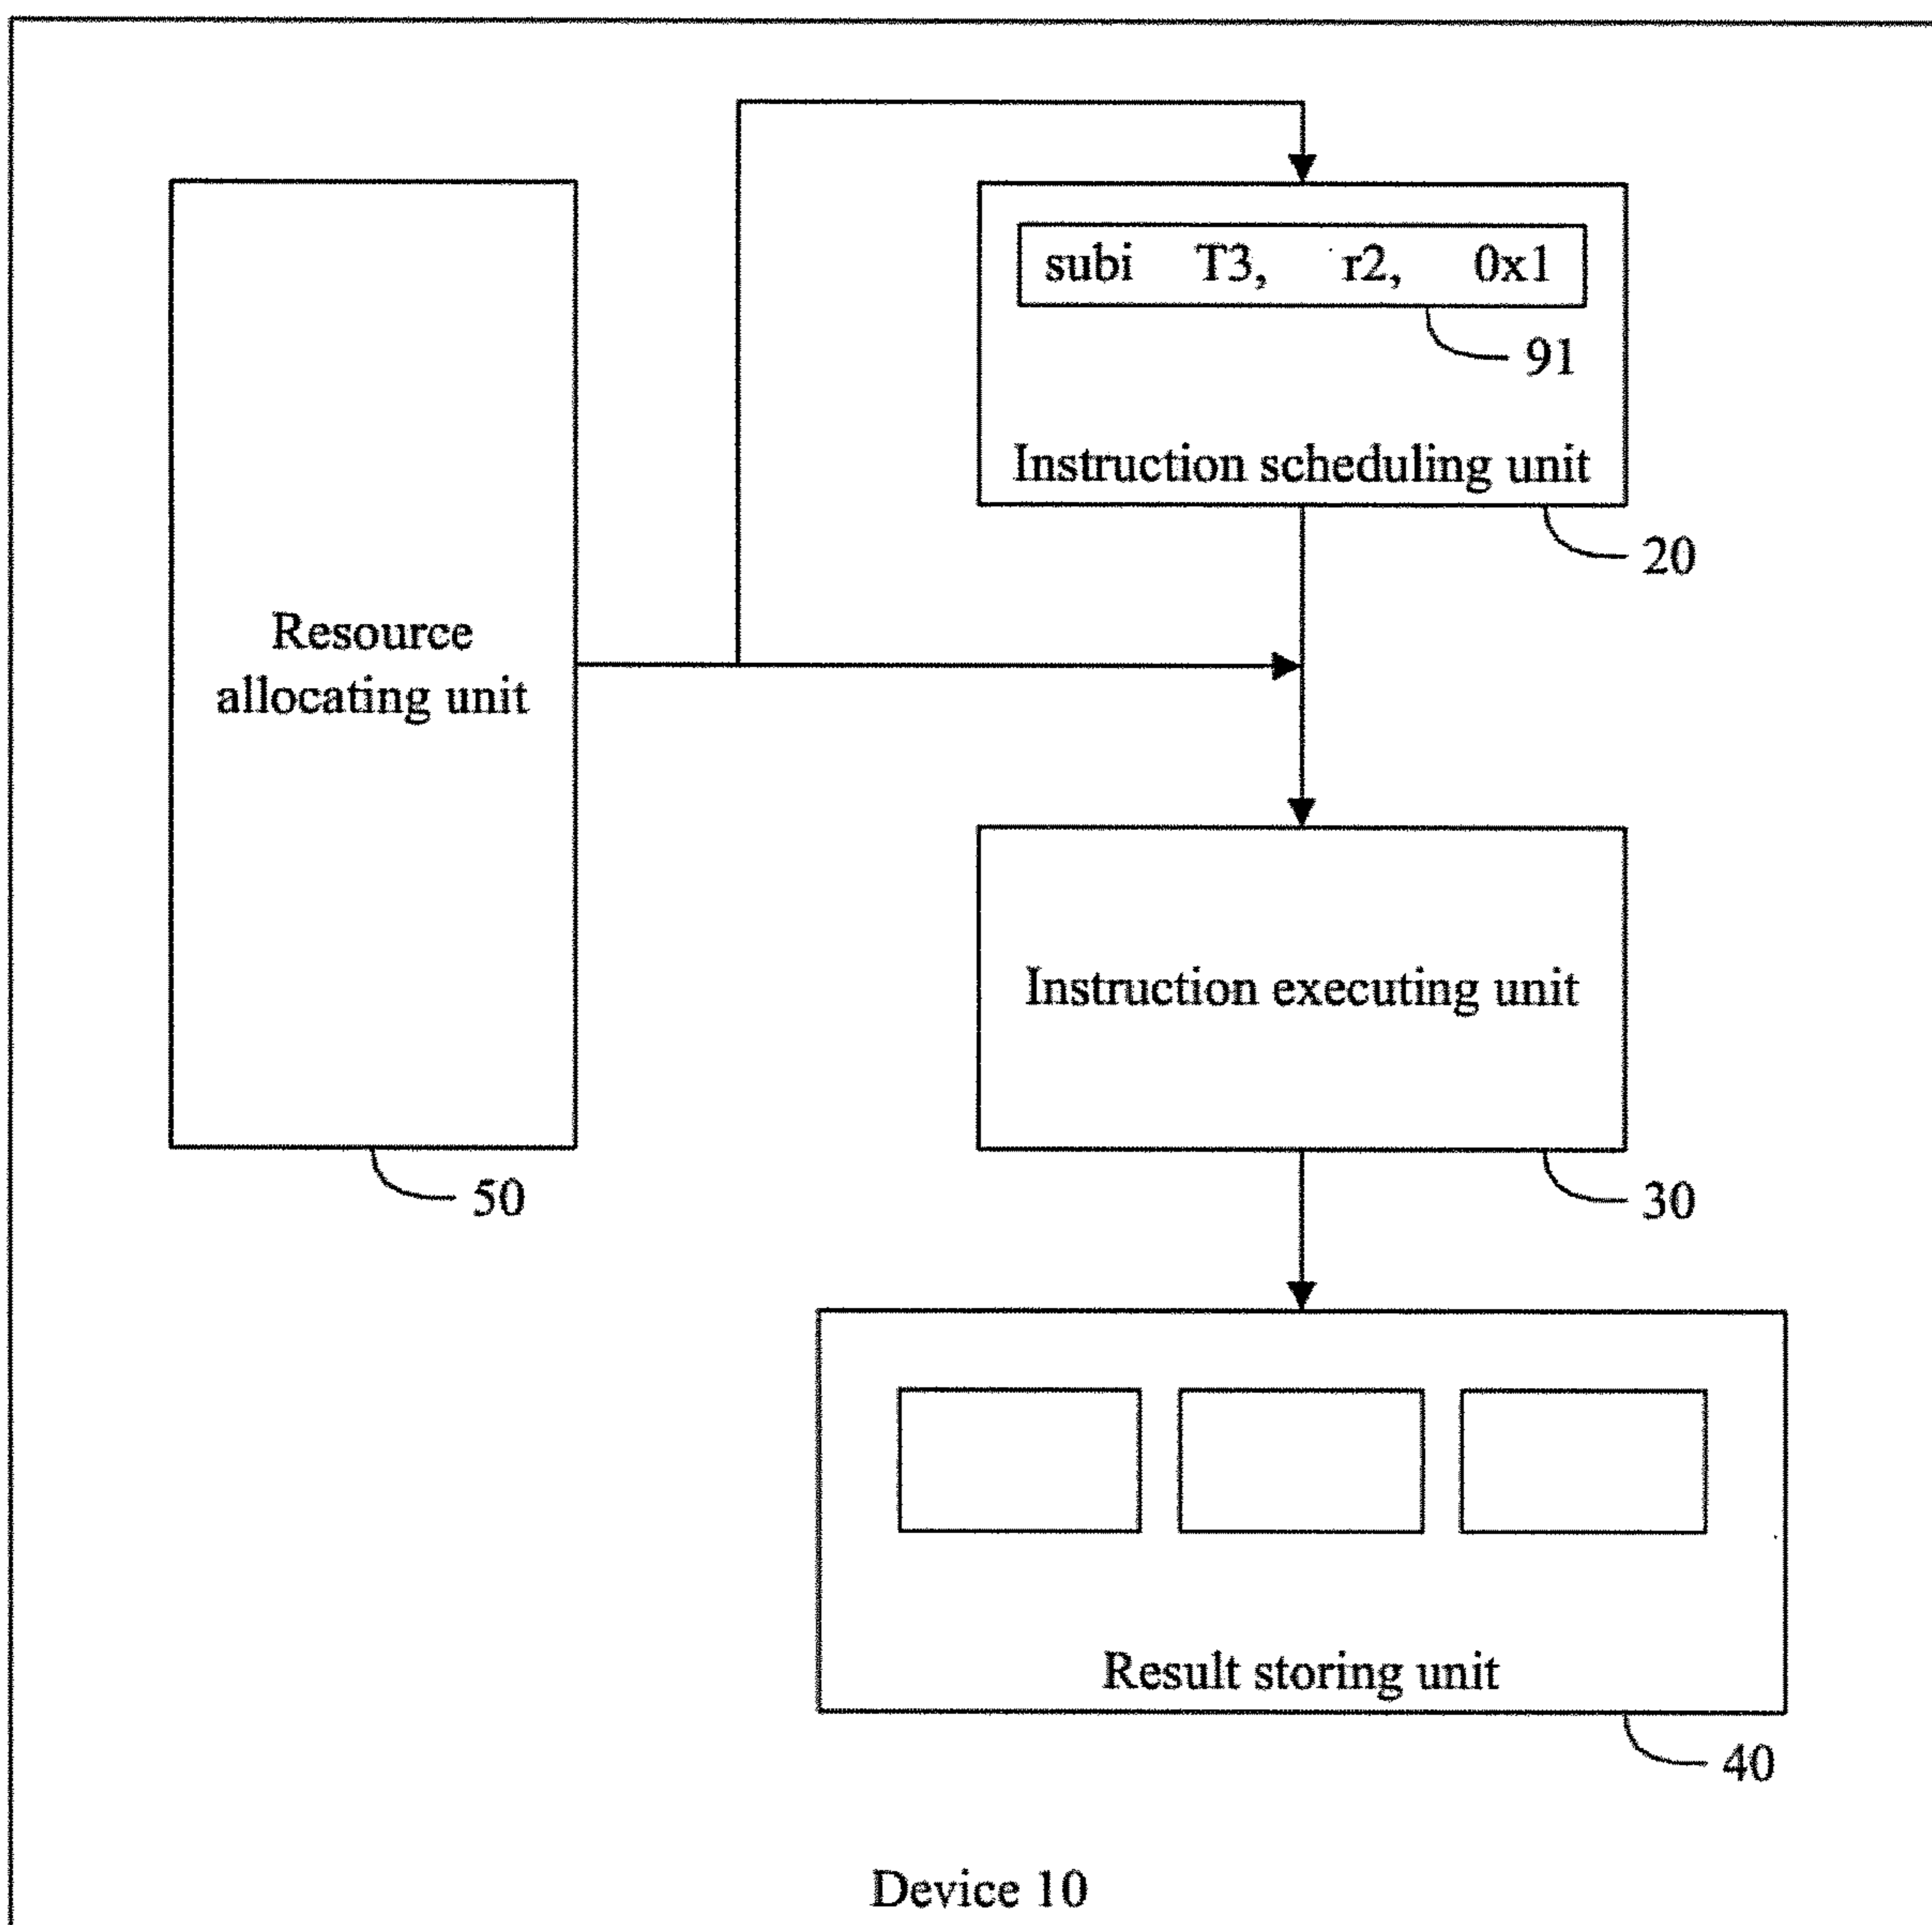 subi T3, r2, 0x1
91
Instruction scheduling unit
20
Resource
allocating unit
50
Instruction executing unit
30
Result storing unit
40
Device 10